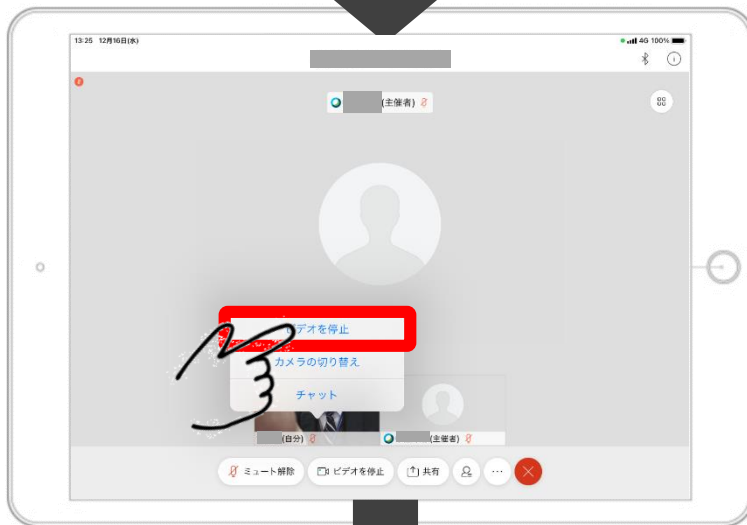 13:25 12月16日(水)
4G 100%
2
(主催者)
ビデオを停止
カメラの切り替え
チャット
(自分)
(主催者)
ミュート解除
ビデオを停止
共有